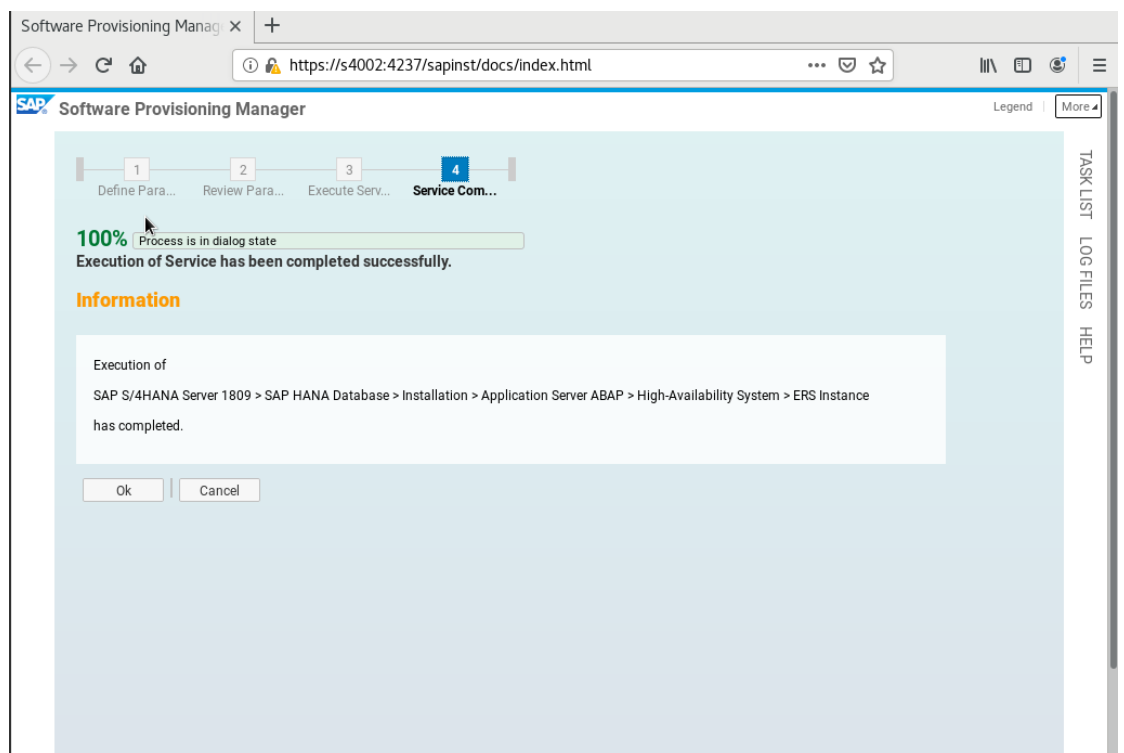 Software Provisioning Manag
https://s4002:4237/sapinst/docs/index.html
SAP Software Provisioning Manager
Legend
More
1 2 3 4
Define Para... Review Para... Execute Serv... Service Com...
100% Process is in dialog state
Execution of Service has been completed successfully.
Information
Execution of
SAP S/4HANA Server 1809 > SAP HANA Database > Installation > Application Server ABAP > High-Availability System > ERS Instance
has completed.
Ok Cancel
TASK LIST
LOG FILES
HELP